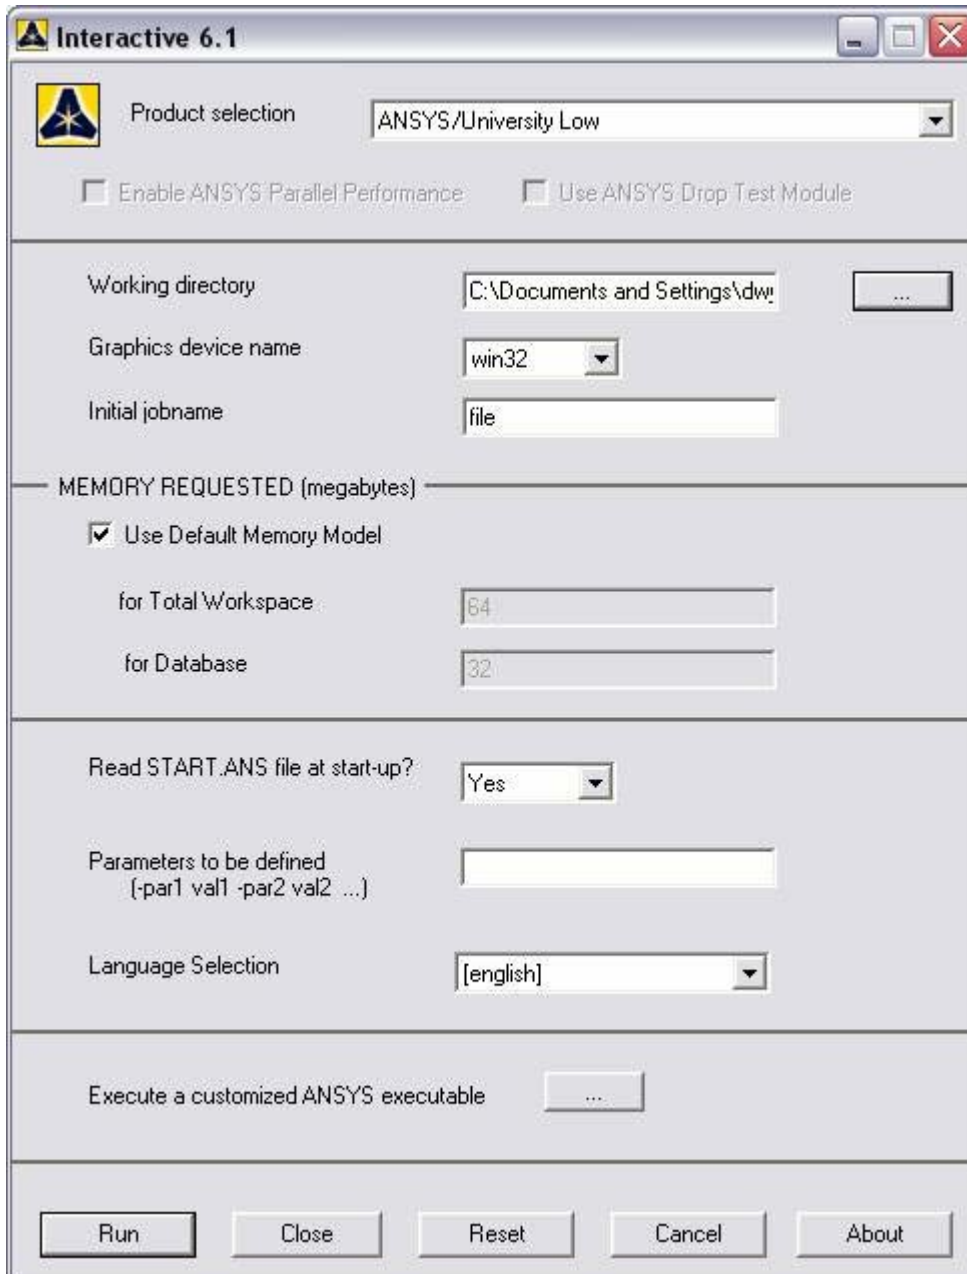 Interactive 6.1
Product selection
ANSYS/University Low
Enable ANSYS Parallel Performance
Use ANSYS Drop Test Module
Working directory
C:\Documents and Settings\dwy
...
Graphics device name
win32
Initial jobname
file
MEMORY REQUESTED (megabytes)
Use Default Memory Model
for Total Workspace
64
for Database
32
Read START.ANS file at start-up?
Yes
Parameters to be defined
(-par1 val1 -par2 val2 ...)
Language Selection
[english]
Execute a customized ANSYS executable
...
Run
Close
Reset
Cancel
About